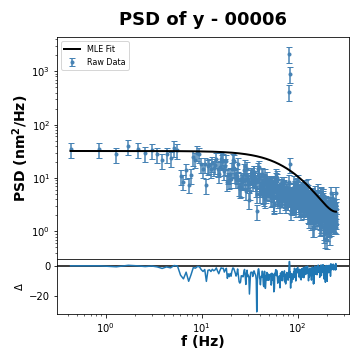 PSD of y - 00006
MLE Fit
Raw Data
PSD (nm²/Hz)
10³
10²
10¹
10⁰
0
−20
Δ
10⁰
10¹
10²
f (Hz)